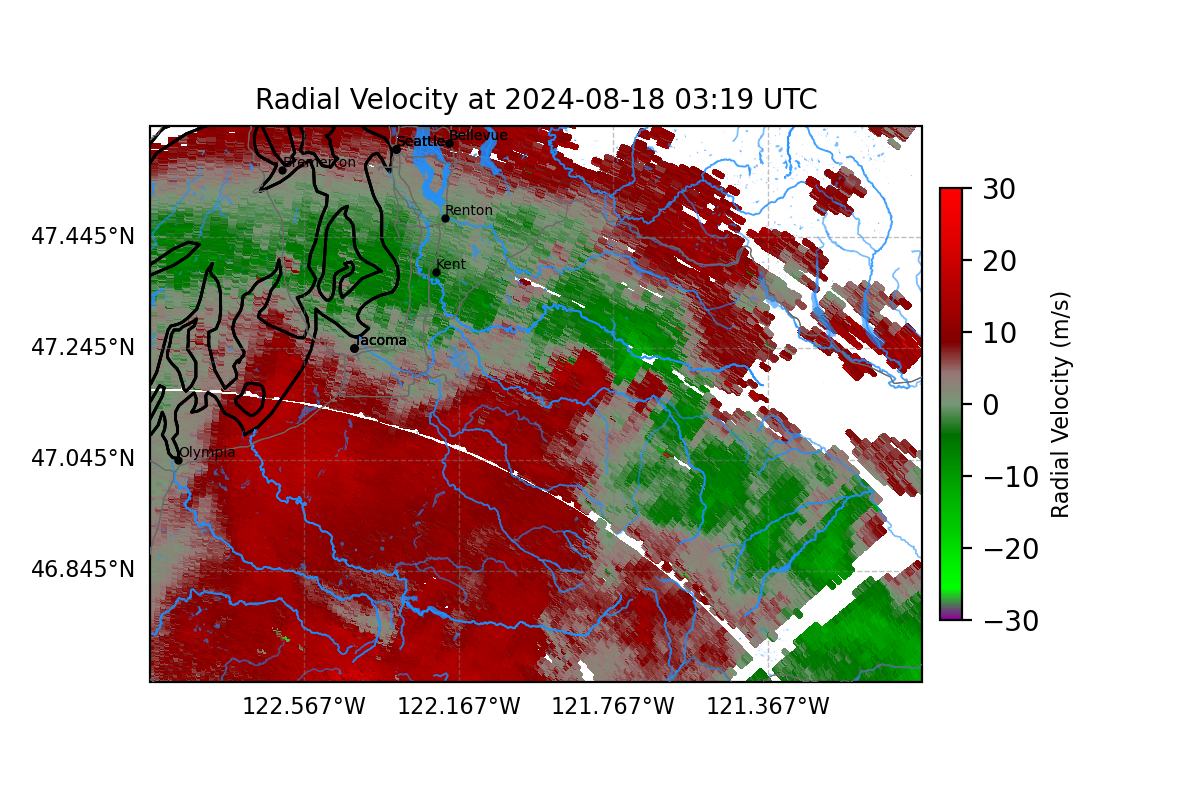 Radial Velocity at 2024-08-18 03:19 UTC
Seattle
Bellevue
Bremerton
Renton
Kent
Tacoma
Olympia
47.445°N
47.245°N
47.045°N
46.845°N
122.567°W
122.167°W
121.767°W
121.367°W
30
20
10
0
−10
−20
−30
Radial Velocity (m/s)